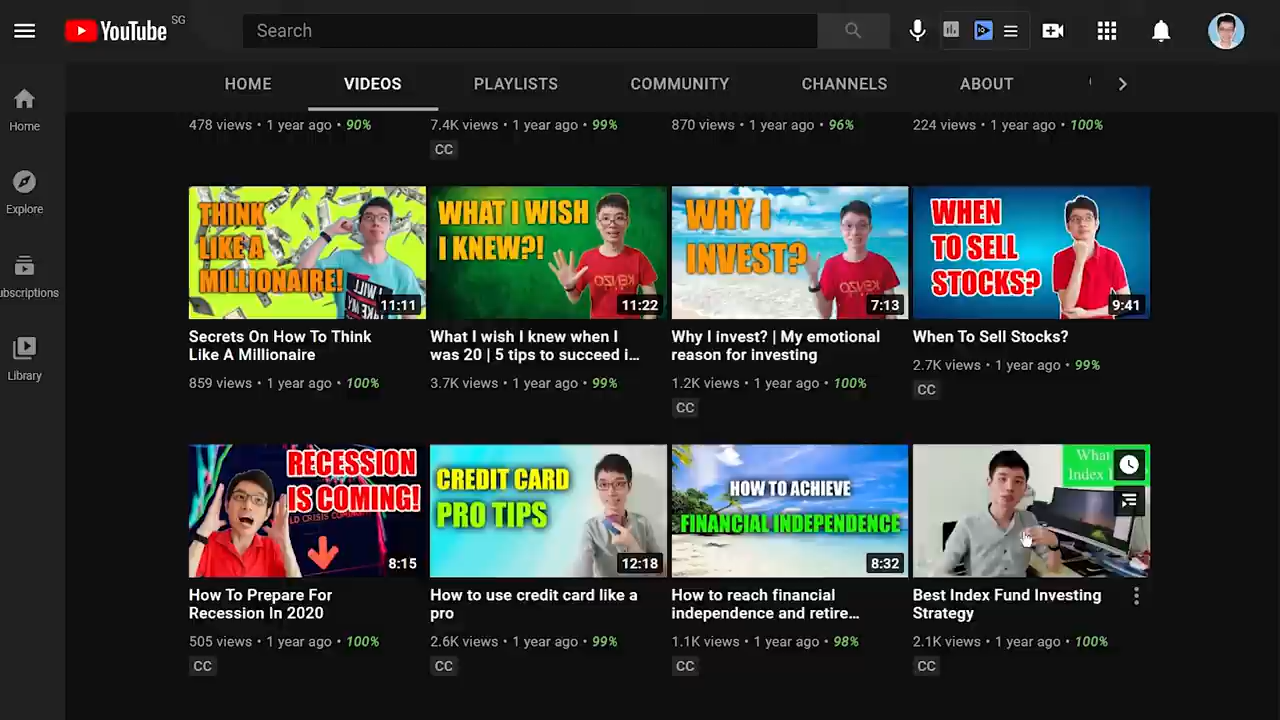 YouTube SG
Search
HOME VIDEOS PLAYLISTS COMMUNITY CHANNELS ABOUT
Home
Explore
ubscriptions
Library
478 views • 1 year ago • 90%
7.4K views • 1 year ago • 99%
CC
870 views • 1 year ago • 96%
224 views • 1 year ago • 100%
THINK
LIKE A
MILLIONAIRE!
11:11
WHAT I WISH
I KNEW?!
11:22
WHY I
INVEST?
7:13
WHEN
TO SELL
STOCKS?
9:41
Secrets On How To Think
Like A Millionaire
859 views • 1 year ago • 100%
What I wish I knew when I
was 20 | 5 tips to succeed i...
3.7K views • 1 year ago • 99%
Why I invest? | My emotional
reason for investing
1.2K views • 1 year ago • 100%
CC
When To Sell Stocks?
2.7K views • 1 year ago • 99%
CC
RECESSION
IS COMING!
8:15
CREDIT CARD
PRO TIPS
12:18
HOW TO ACHIEVE
FINANCIAL INDEPENDENCE
8:32
What
Index
How To Prepare For
Recession In 2020
505 views • 1 year ago • 100%
CC
How to use credit card like a
pro
2.6K views • 1 year ago • 99%
CC
How to reach financial
independence and retire...
1.1K views • 1 year ago • 98%
CC
Best Index Fund Investing
Strategy
2.1K views • 1 year ago • 100%
CC